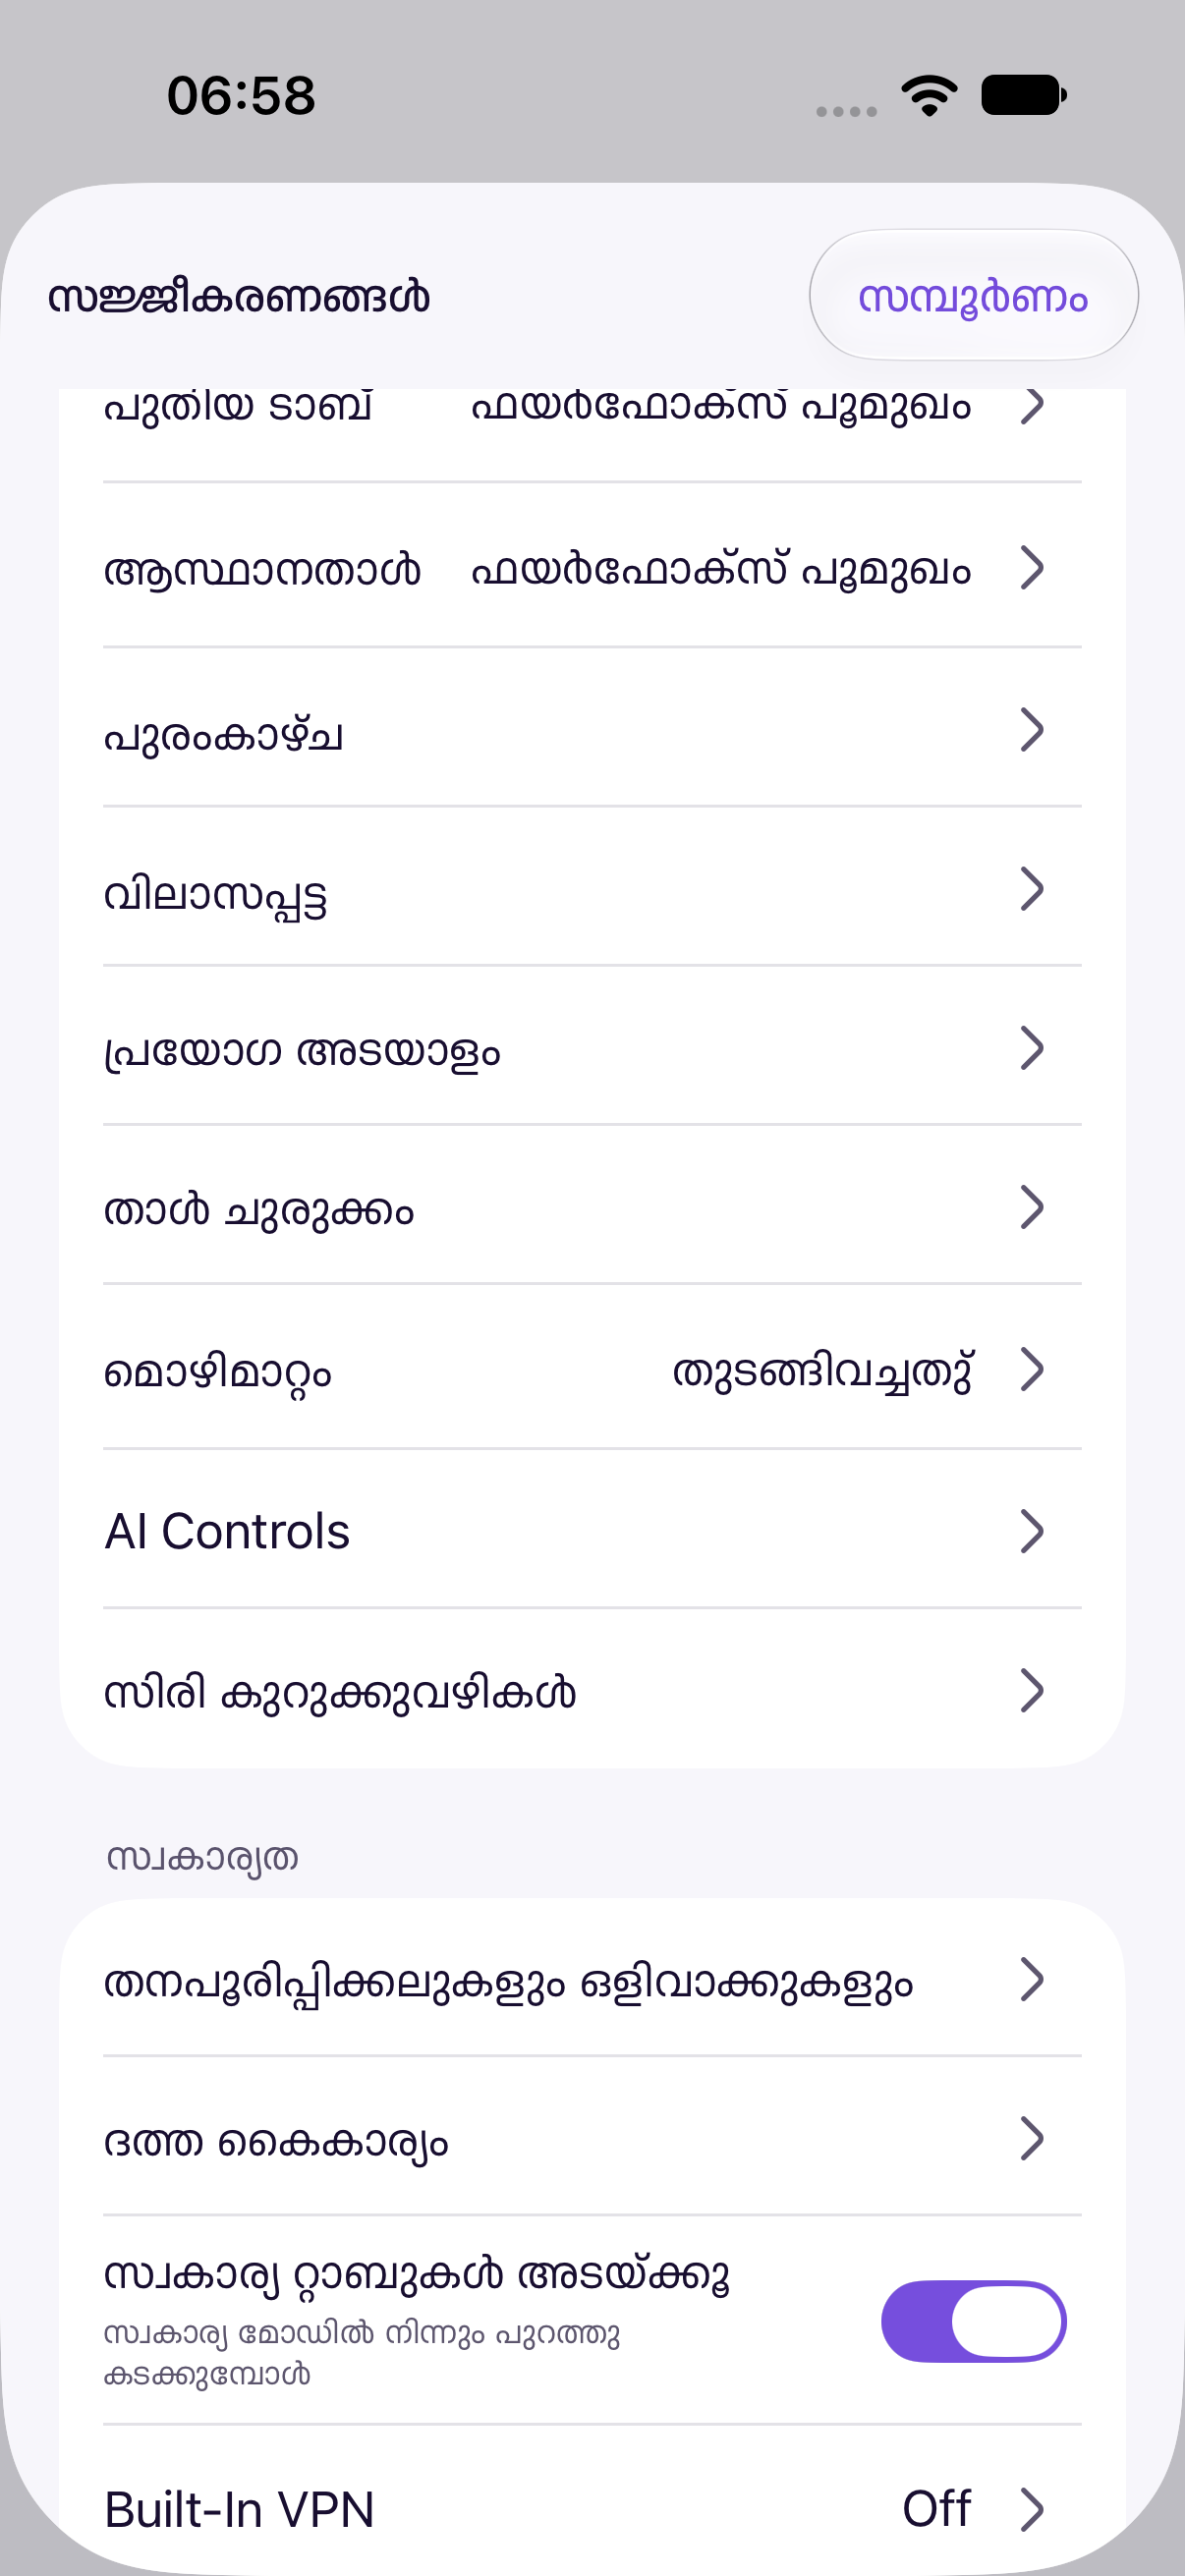 06:58
സജ്ജീകരണങ്ങൾ
സമ്പൂർണം
പുതിയ ടാബ് ഫയർഫോക്സ് പൂമുഖം
ആസ്ഥാനതാൾ ഫയർഫോക്സ് പൂമുഖം
പുരംകാഴ്ച
വിലാസപ്പട്ട
പ്രയോഗ അടയാളം
താൾ ചുരുക്കം
മൊഴിമാറ്റം തുടങ്ങിവച്ചതു്
AI Controls
സിരി കുറുക്കുവഴികൾ
സ്വകാര്യത
തനപൂരിപ്പിക്കലുകളും ഒളിവാക്കുകളും
ദത്ത കൈകാര്യം
സ്വകാര്യ റ്റാബുകൾ അടയ്ക്കൂ
സ്വകാര്യ മോഡിൽ നിന്നും പുറത്തു
കടക്കുമ്പോൾ
Built-In VPN Off